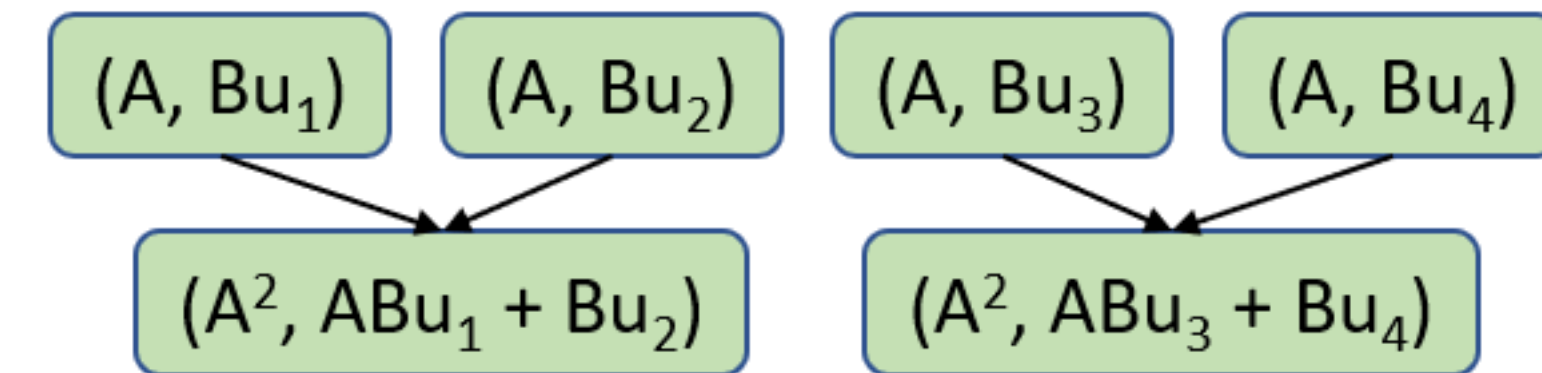 (A, Bu₁) (A, Bu₂) (A, Bu₃) (A, Bu₄)
(A², ABu₁ + Bu₂) (A², ABu₃ + Bu₄)